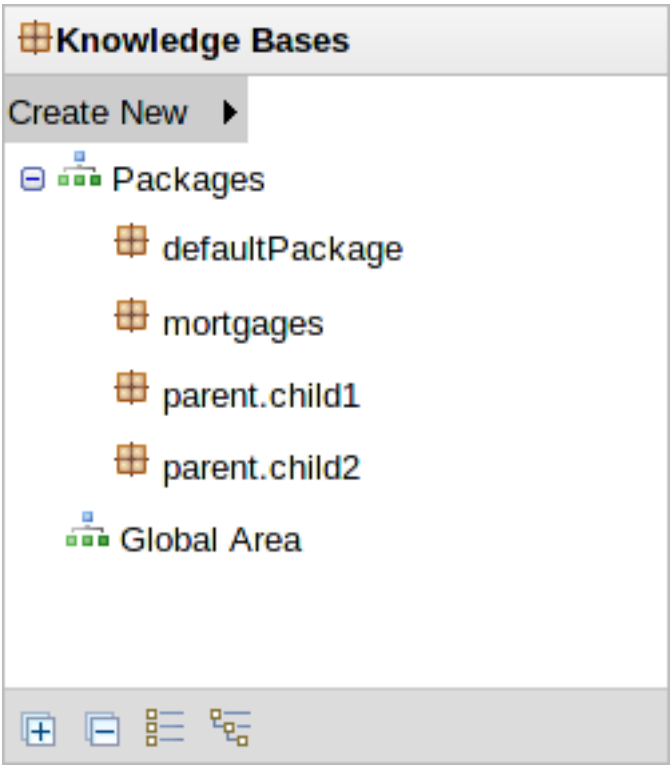 Knowledge Bases
Create New
Packages
defaultPackage
mortgages
parent.child1
parent.child2
Global Area